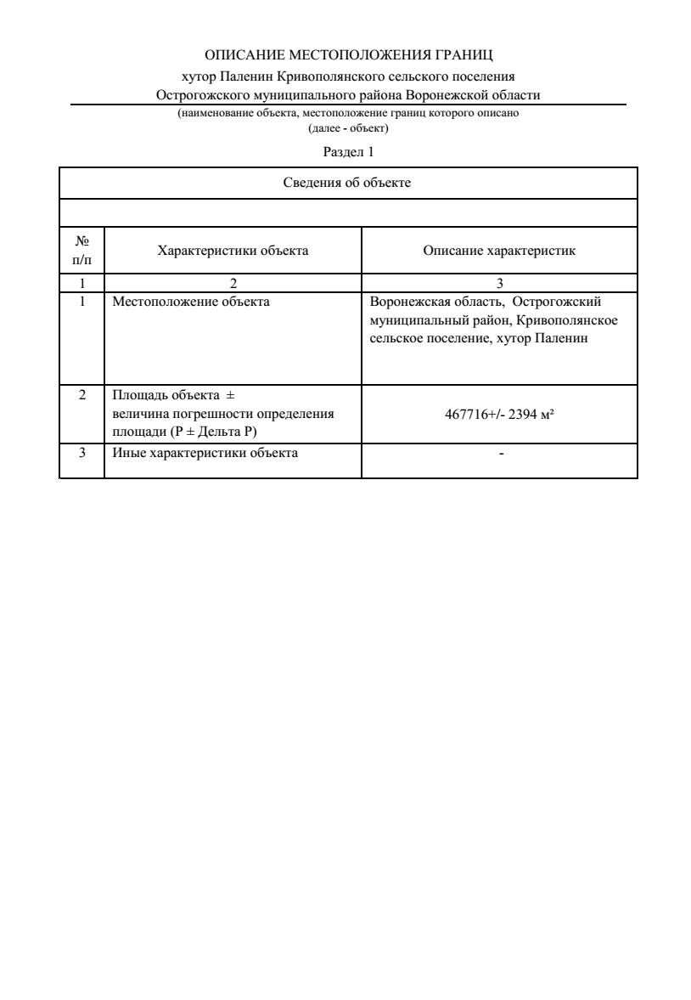 ОПИСАНИЕ МЕСТОПОЛОЖЕНИЯ ГРАНИЦ
хутор Паленин Кривополянского сельского поселения
Острогожского муниципального района Воронежской области
(наименование объекта, местоположение границ которого описано
(далее - объект)
Раздел 1
Сведения об объекте
№
п/п
Характеристики объекта
Описание характеристик
1
2
3
1
Местоположение объекта
Воронежская область, Острогожский
муниципальный район, Кривополянское
сельское поселение, хутор Паленин
2
Площадь объекта ±
величина погрешности определения
площади (P ± Дельта P)
467716+/- 2394 м²
3
Иные характеристики объекта
-